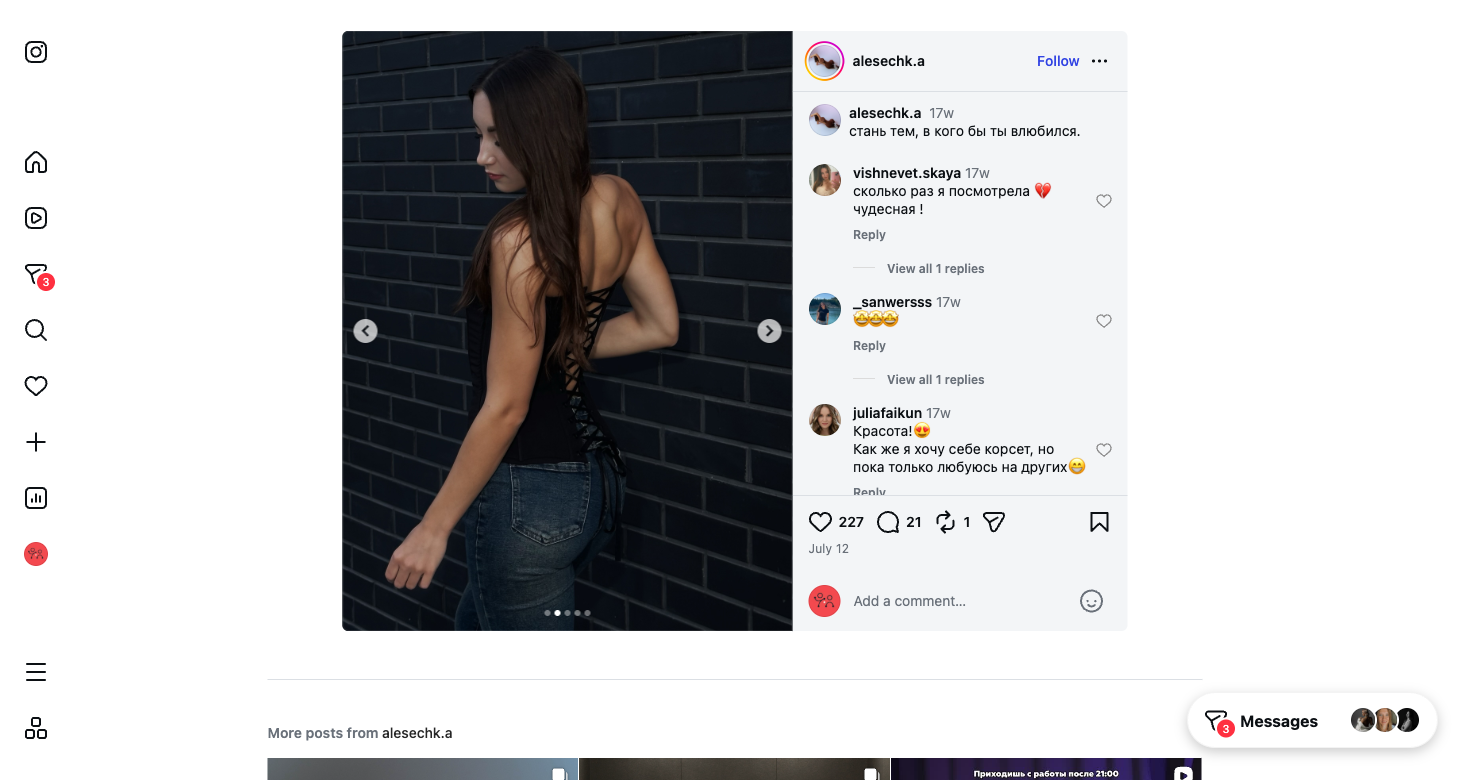 alesechk.a
Follow
alesechk.a 17w
стань тем, в кого бы ты влюбился.
vishnevet.skaya 17w
сколько раз я посмотрела 💔
чудесная !
Reply
View all 1 replies
_sanwersss 17w
🤩🤩🤩
Reply
View all 1 replies
juliafaikun 17w
Красота!😍
Как же я хочу себе корсет, но
пока только любуюсь на других😁
Reply
227 21 1
July 12
Add a comment...
3
More posts from alesechk.a
Приходишь с работы после 21:00
3
Messages